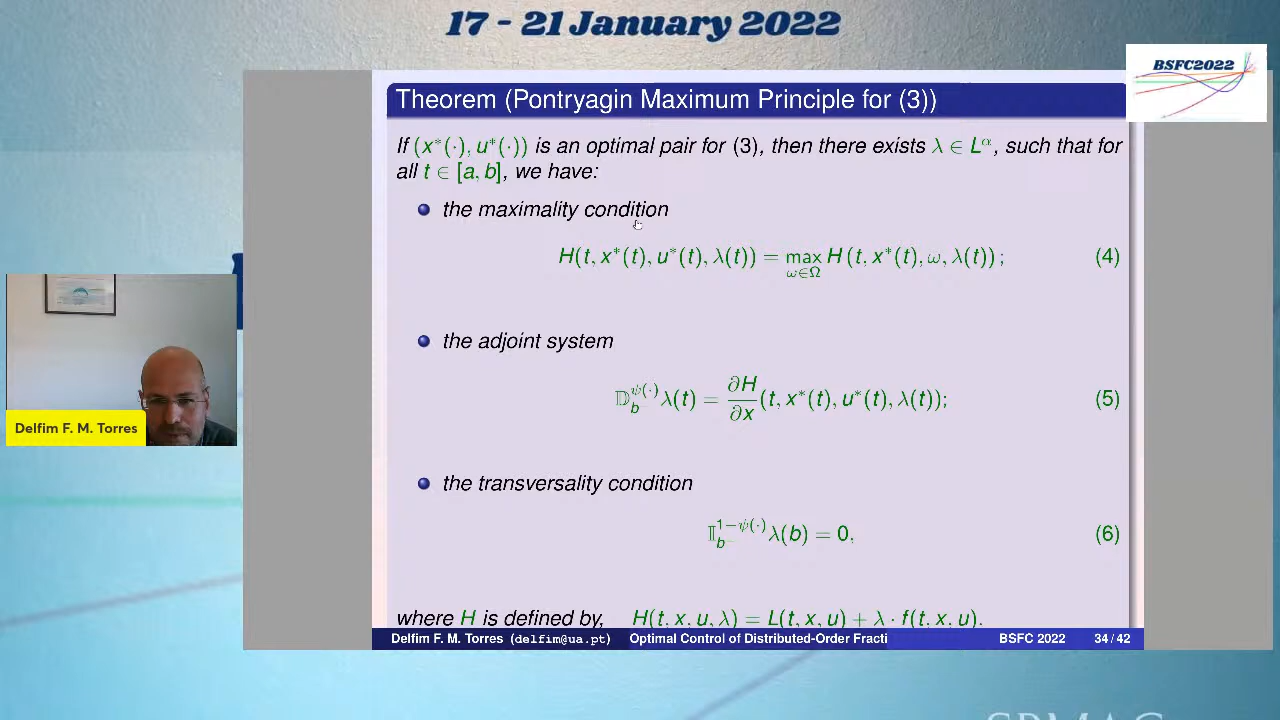 17 - 21 January 2022
BSFC2022
Theorem (Pontryagin Maximum Principle for (3))
If (x*(·), u*(·)) is an optimal pair for (3), then there exists λ ∈ L^α, such that for
all t ∈ [a, b], we have:
the maximality condition
H(t, x*(t), u*(t), λ(t)) = max_{ω∈Ω} H (t, x*(t), ω, λ(t)) ; (4)
the adjoint system
𝔻_{b^-}^{ψ(·)} λ(t) = ∂H/∂x (t, x*(t), u*(t), λ(t)); (5)
Delfim F. M. Torres
the transversality condition
𝕀_{b^-}^{1−ψ(·)} λ(b) = 0, (6)
where H is defined by, H(t, x, u, λ) = L(t, x, u) + λ · f(t, x, u).
Delfim F. M. Torres (delfim@ua.pt) Optimal Control of Distributed-Order Fracti BSFC 2022 34 / 42